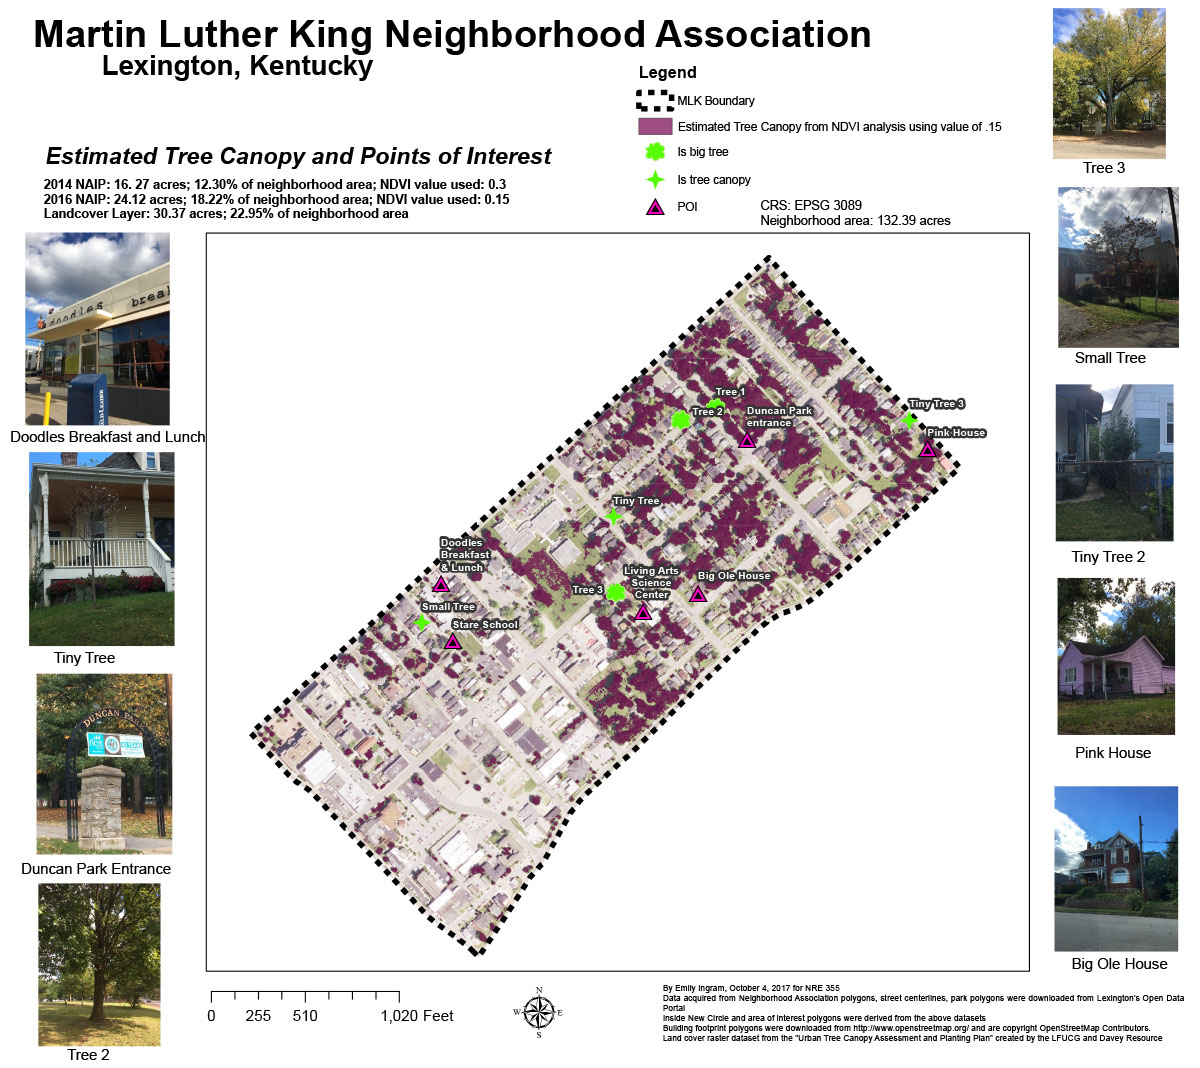 Martin Luther King Neighborhood Association
Lexington, Kentucky
Legend
MLK Boundary
Estimated Tree Canopy from NDVI analysis using value of .15
Is big tree
Is tree canopy
POI
CRS: EPSG 3089
Neighborhood area: 132.39 acres
Estimated Tree Canopy and Points of Interest
2014 NAIP: 16. 27 acres; 12.30% of neighborhood area; NDVI value used: 0.3
2016 NAIP: 24.12 acres; 18.22% of neighborhood area; NDVI value used: 0.15
Landcover Layer: 30.37 acres; 22.95% of neighborhood area
doodles brea
Doodles Breakfast and Lunch
Tiny Tree
DUNCAN PARK
Duncan Park Entrance
Tree 2
Tree 1
Tree 2
Duncan Park
entrance
Tiny Tree 3
Pink House
Tiny Tree
Doodles
Breakfast
& Lunch
Living Arts
Science
Center
Big Ole House
Tree 3
Small Tree
Stare School
Tree 3
Small Tree
Tiny Tree 2
Pink House
Big Ole House
0 255 510 1,020 Feet
N
W E
S
By Emily Ingram, October 4, 2017 for NRE 355
Data acquired from Neighborhood Association polygons, street centerlines, park polygons were downloaded from Lexington's Open Data
Portal
Inside New Circle and area of interest polygons were derived from the above datasets
Building footprint polygons were downloaded from http://www.openstreetmap.org/ and are copyright OpenStreetMap Contributors.
Land cover raster dataset from the "Urban Tree Canopy Assessment and Planting Plan" created by the LFUCG and Davey Resource